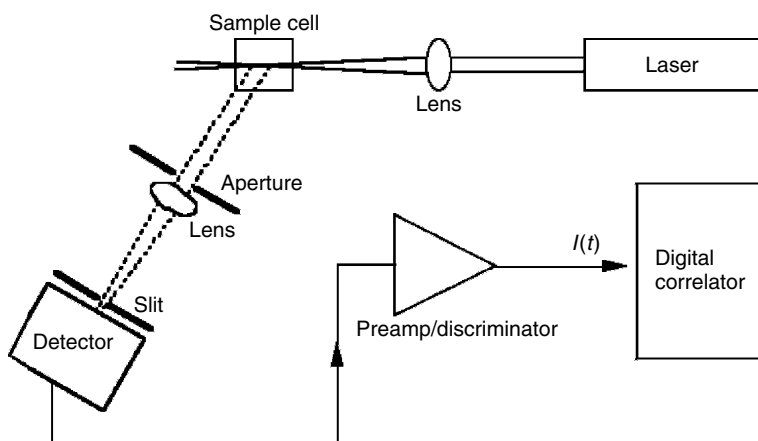 Sample cell
Laser
Lens
Aperture
Lens
Slit
Detector
I(t)
Preamp/discriminator
Digital
correlator